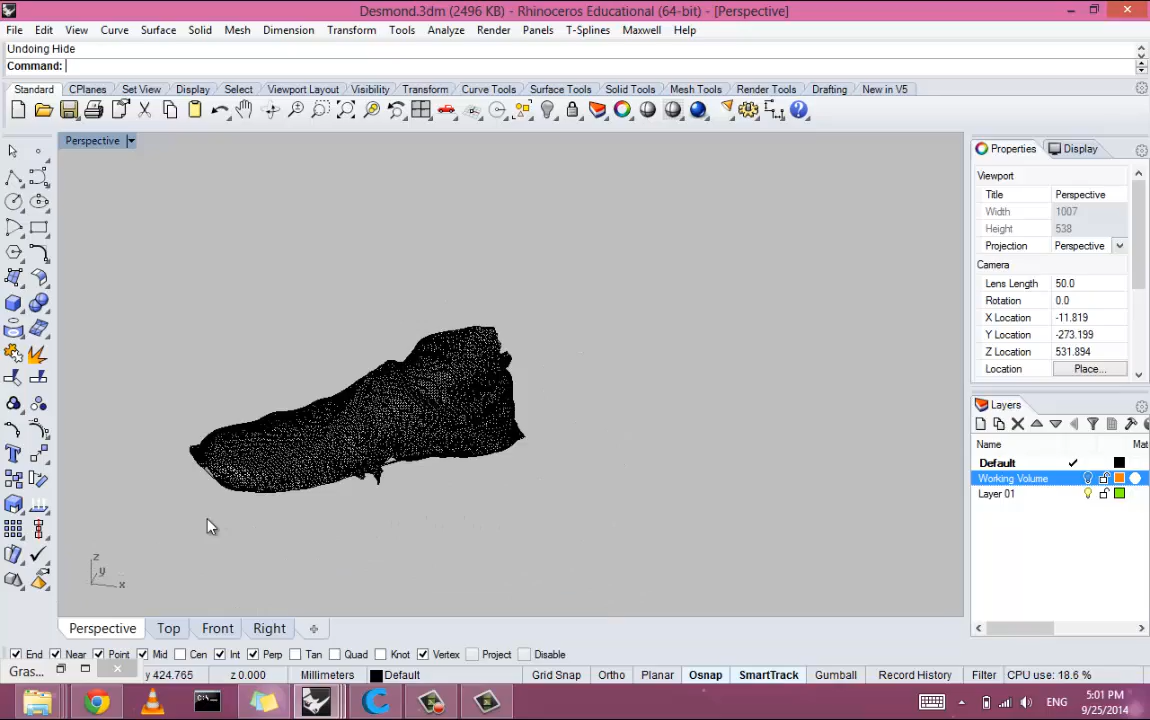 Desmond.3dm (2496 KB) - Rhinoceros Educational (64-bit) - [Perspective]
File Edit View Curve Surface Solid Mesh Dimension Transform Tools Analyze Render Panels T-Splines Maxwell Help
Undoing Hide
Command:
Standard CPlanes Set View Display Select Viewport Layout Visibility Transform Curve Tools Surface Tools Solid Tools Mesh Tools Render Tools Drafting New in V5
Perspective
Properties Display
Viewport
Title Perspective
Width 1007
Height 538
Projection Perspective
Camera
Lens Length 50.0
Rotation 0.0
X Location -11.819
Y Location -273.199
Z Location 531.894
Location Place...
Layers
Name Mat
Default
Working Volume
Layer 01
z
y
x
Perspective Top Front Right
End Near Point Mid Cen Int Perp Tan Quad Knot Vertex Project Disable
Gras... y 424.765 z 0.000 Millimeters Default Grid Snap Ortho Planar Osnap SmartTrack Gumball Record History Filter CPU use: 18.6 %
ENG
5:01 PM
9/25/2014